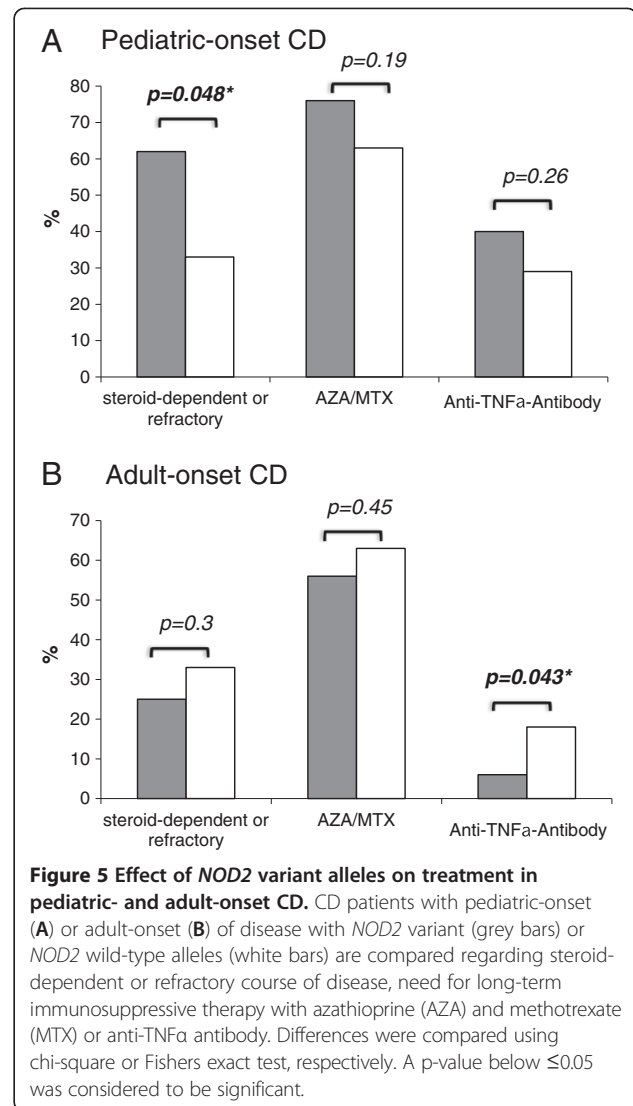 A Pediatric-onset CD
p=0.19
p=0.048*
p=0.26
%
80
70
60
50
40
30
20
10
0
steroid-dependent or
refractory
AZA/MTX
Anti-TNFa-Antibody
B Adult-onset CD
p=0.45
p=0.3
p=0.043*
%
70
60
50
40
30
20
10
0
steroid-dependent or
refractory
AZA/MTX
Anti-TNFa-Antibody
Figure 5 Effect of NOD2 variant alleles on treatment in
pediatric- and adult-onset CD. CD patients with pediatric-onset
(A) or adult-onset (B) of disease with NOD2 variant (grey bars) or
NOD2 wild-type alleles (white bars) are compared regarding steroid-
dependent or refractory course of disease, need for long-term
immunosuppressive therapy with azathioprine (AZA) and methotrexate
(MTX) or anti-TNFα antibody. Differences were compared using
chi-square or Fishers exact test, respectively. A p-value below ≤0.05
was considered to be significant.